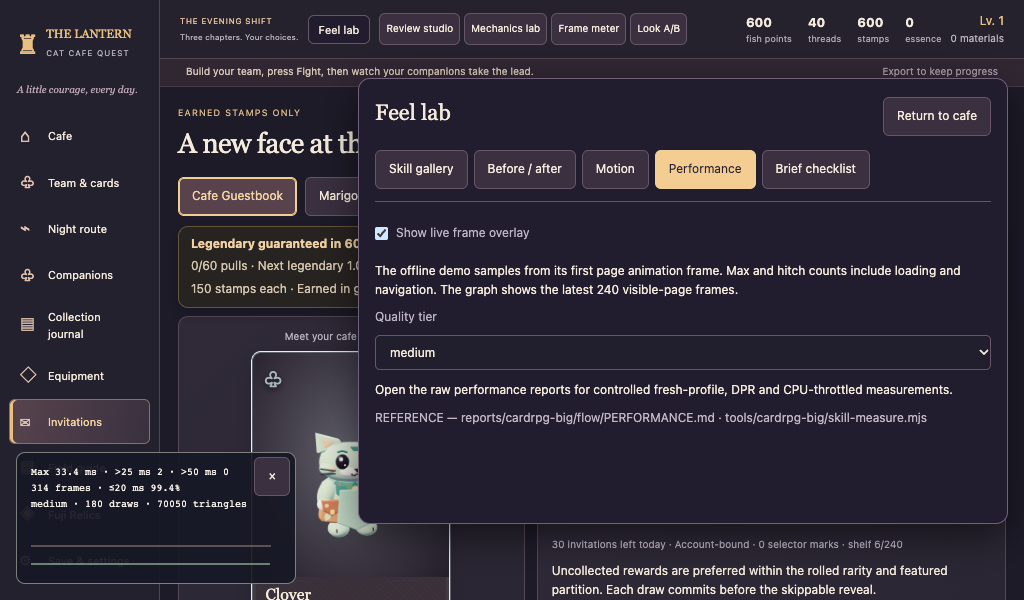 THE LANTERN
CAT CAFE QUEST
A little courage, every day.
Cafe
Team & cards
Night route
Companions
Collection
journal
Equipment
Invitations
Fuji Relics
Save & settings
THE EVENING SHIFT
Three chapters. Your choices.
Feel lab
Review studio
Mechanics lab
Frame meter
Look A/B
600
fish points
40
threads
600
stamps
0
essence
Lv. 1
0 materials
Build your team, press Fight, then watch your companions take the lead.
Export to keep progress
EARNED STAMPS ONLY
A new face at th
Cafe Guestbook
Marigo
Legendary guaranteed in 60
0/60 pulls · Next legendary 1.0
150 stamps each · Earned in g
Meet your cafe
Clover
Feel lab
Return to cafe
Skill gallery
Before / after
Motion
Performance
Brief checklist
Show live frame overlay
The offline demo samples from its first page animation frame. Max and hitch counts include loading and
navigation. The graph shows the latest 240 visible-page frames.
Quality tier
medium
Open the raw performance reports for controlled fresh-profile, DPR and CPU-throttled measurements.
REFERENCE — reports/cardrpg-big/flow/PERFORMANCE.md · tools/cardrpg-big/skill-measure.mjs
30 invitations left today · Account-bound · 0 selector marks · shelf 6/240
Uncollected rewards are preferred within the rolled rarity and featured
partition. Each draw commits before the skippable reveal.
Max 33.4 ms · >25 ms 2 · >50 ms 0
314 frames · ≤20 ms 99.4%
medium · 180 draws · 70050 triangles
×